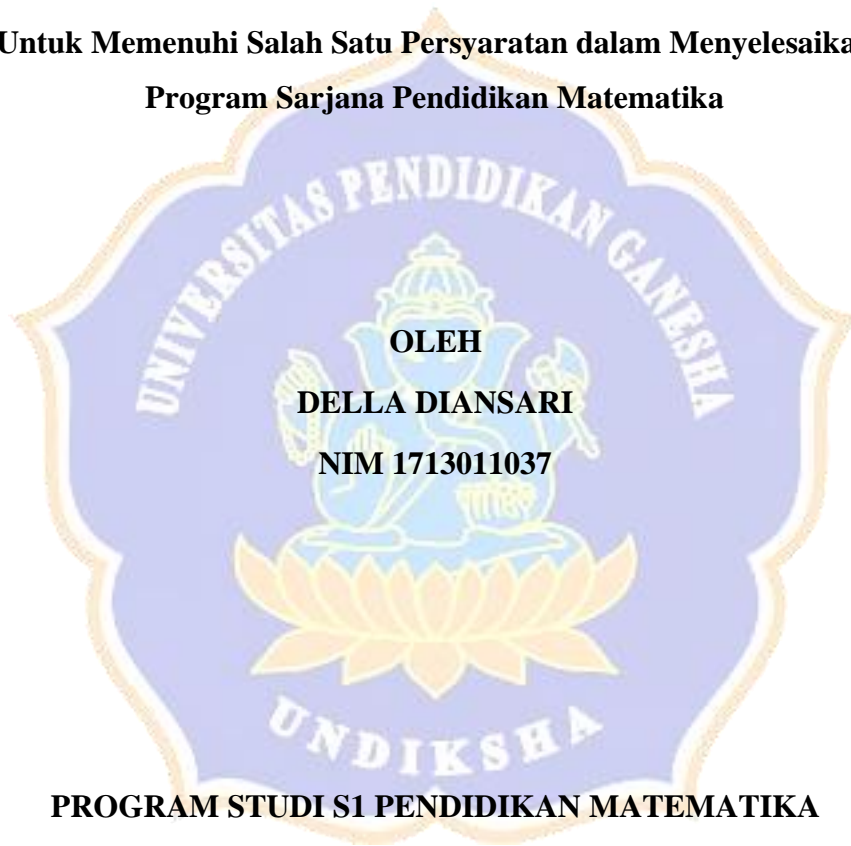 Untuk Memenuhi Salah Satu Persyaratan dalam Menyelesaika
Program Sarjana Pendidikan Matematika
UNIVERSITAS PENDIDIKAN GANESHA
OLEH
DELLA DIANSARI
NIM 1713011037
UNDIKSHA
PROGRAM STUDI S1 PENDIDIKAN MATEMATIKA